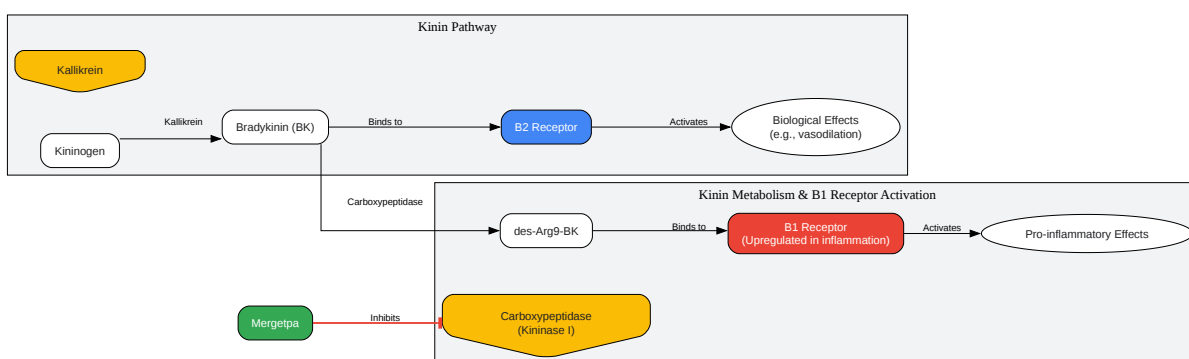 Kinin Pathway
Kallikrein
Kallikrein
Kininogen
Bradykinin (BK)
Binds to
B2 Receptor
Activates
Biological Effects
(e.g., vasodilation)
Carboxypeptidase
Kinin Metabolism & B1 Receptor Activation
des-Arg9-BK
Binds to
B1 Receptor
(Upregulated in inflammation)
Activates
Pro-inflammatory Effects
Mergetpa
Inhibits
Carboxypeptidase
(Kininase I)